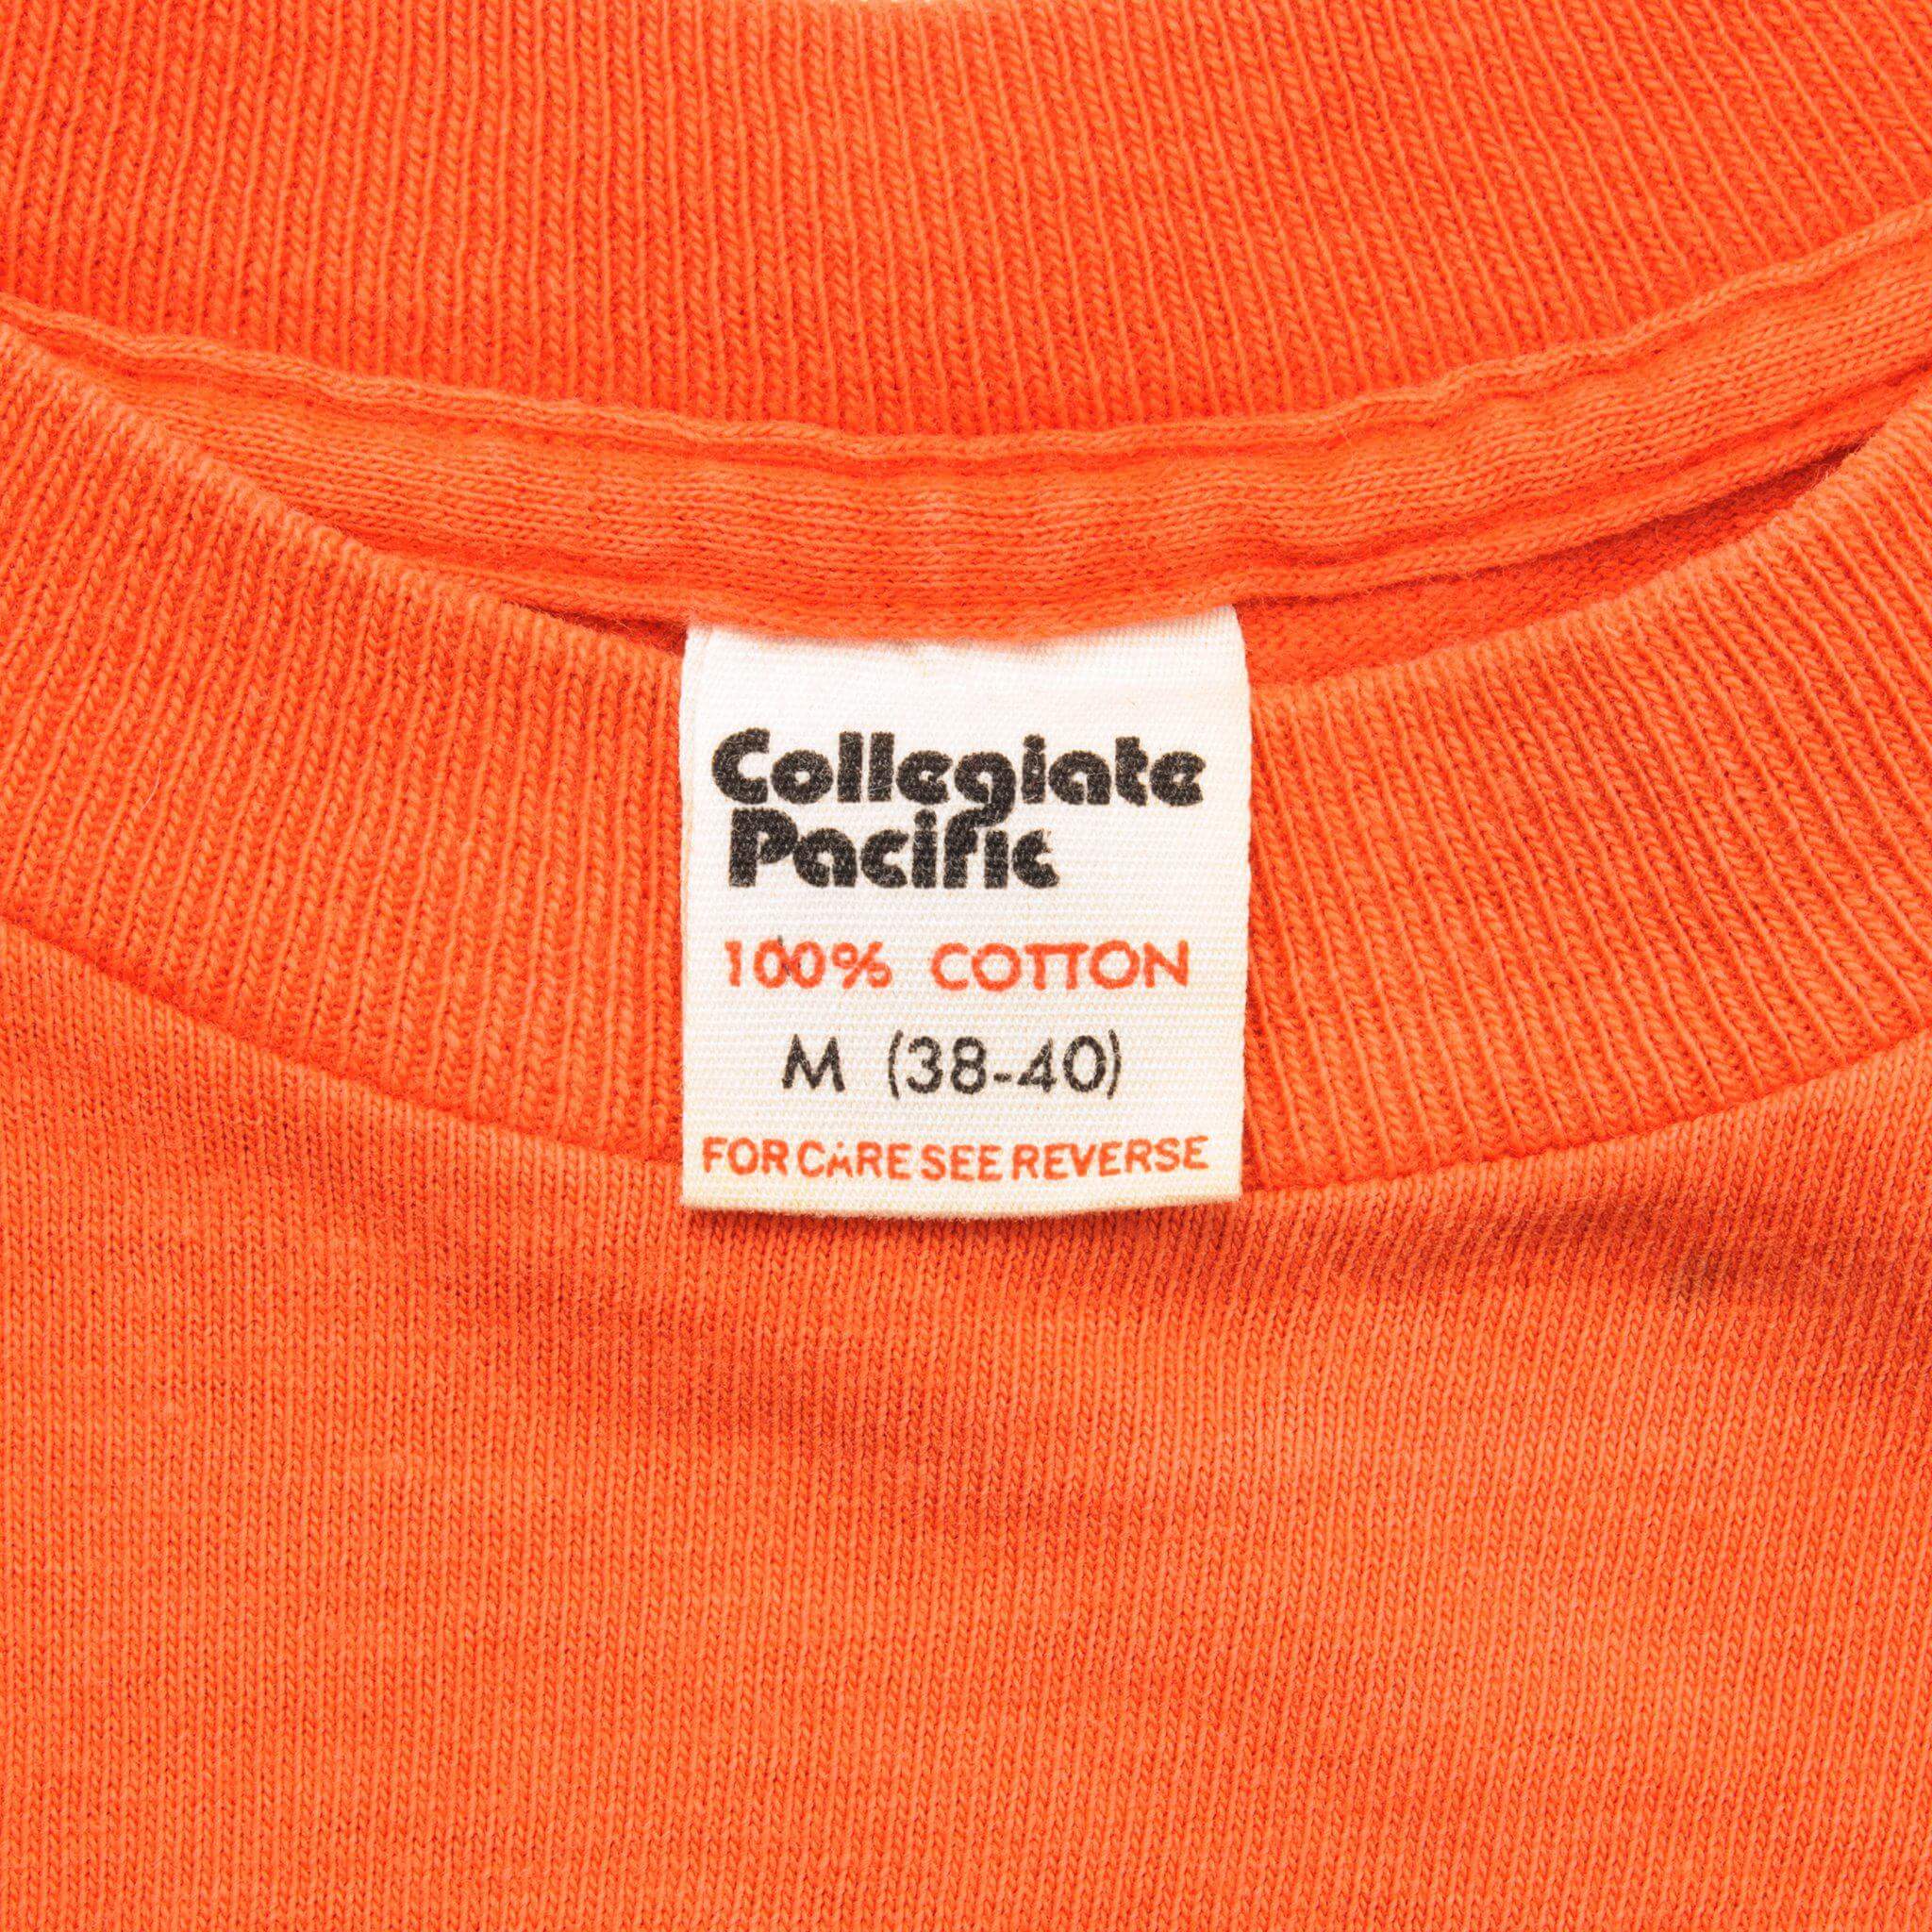 Collegiate
Pacific
100% COTTON
M (38-40)
FOR CARE SEE REVERSE